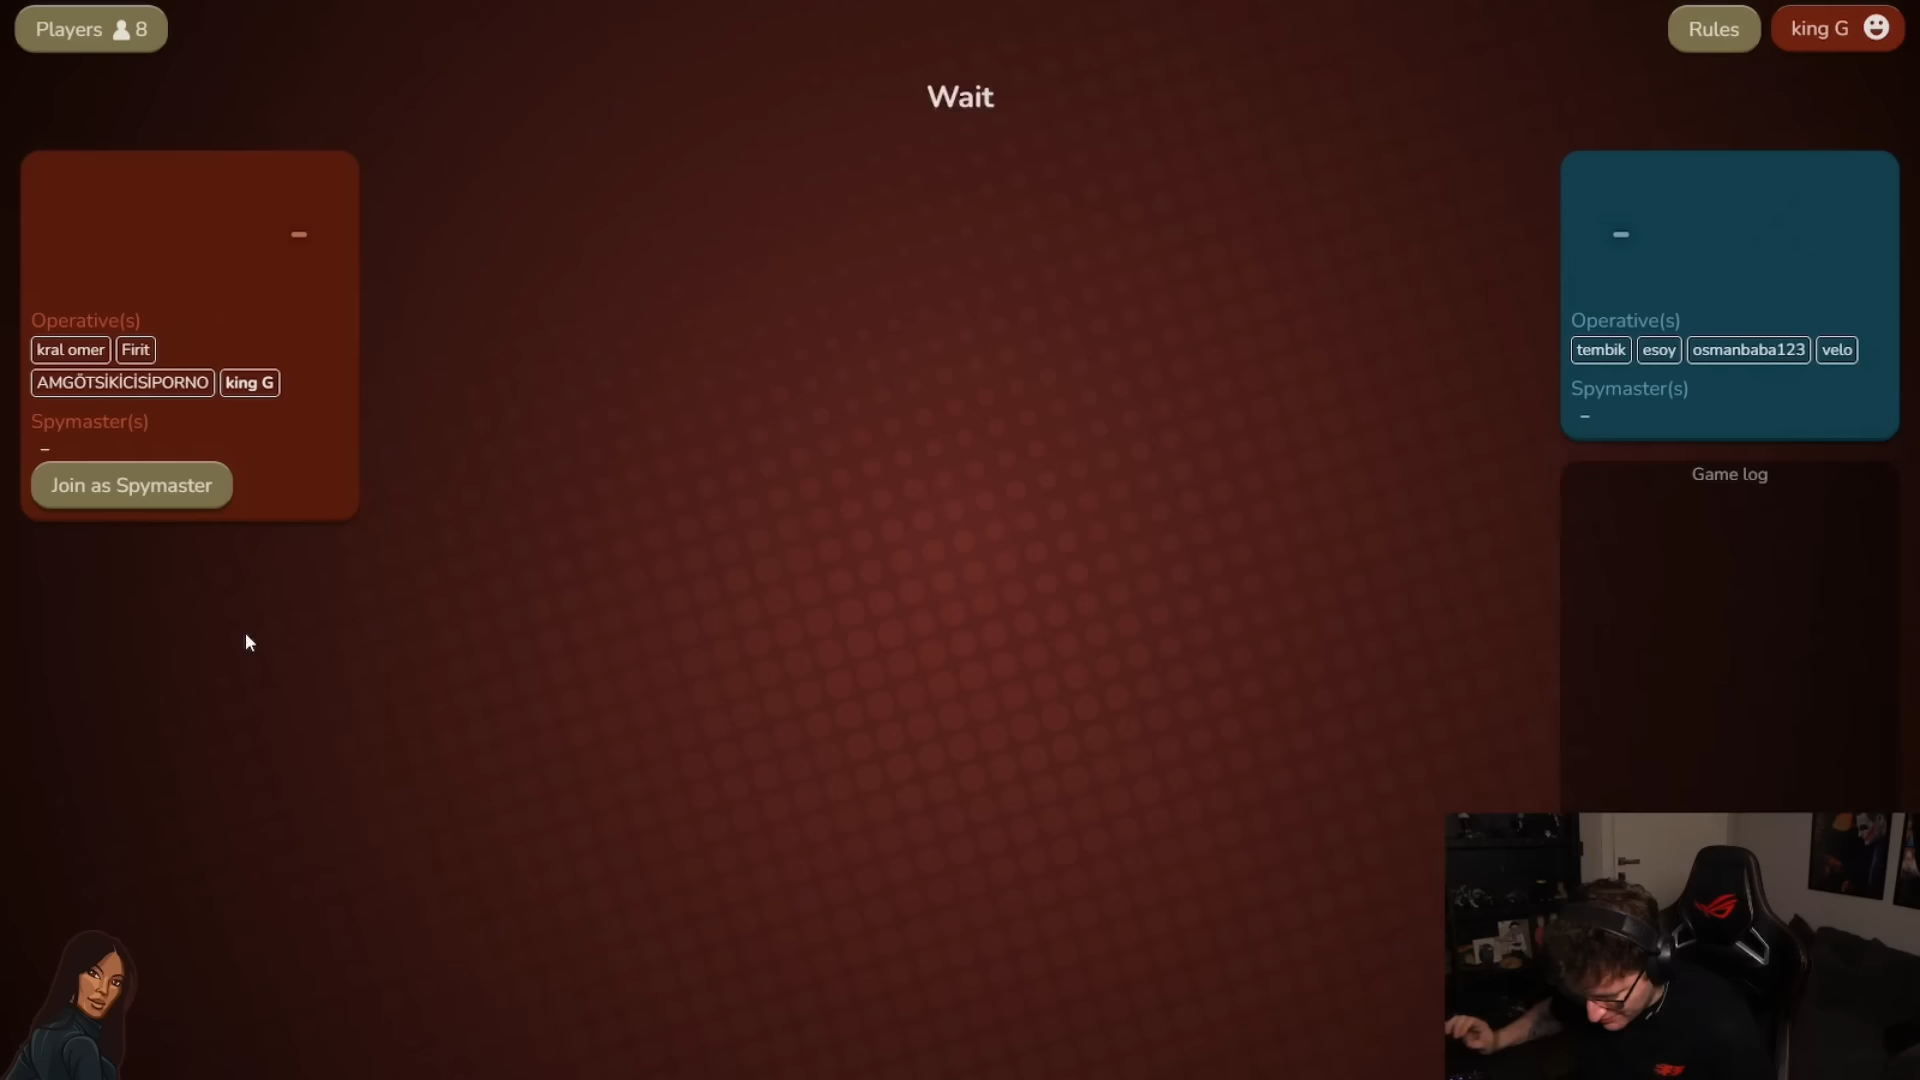 Players 8
Rules
king G
Wait
-
Operative(s)
kral omer Firit
AMGÖTSİKİCİSİPORNO king G
Spymaster(s)
-
Join as Spymaster
-
Operative(s)
tembik esoy osmanbaba123 velo
Spymaster(s)
-
Game log